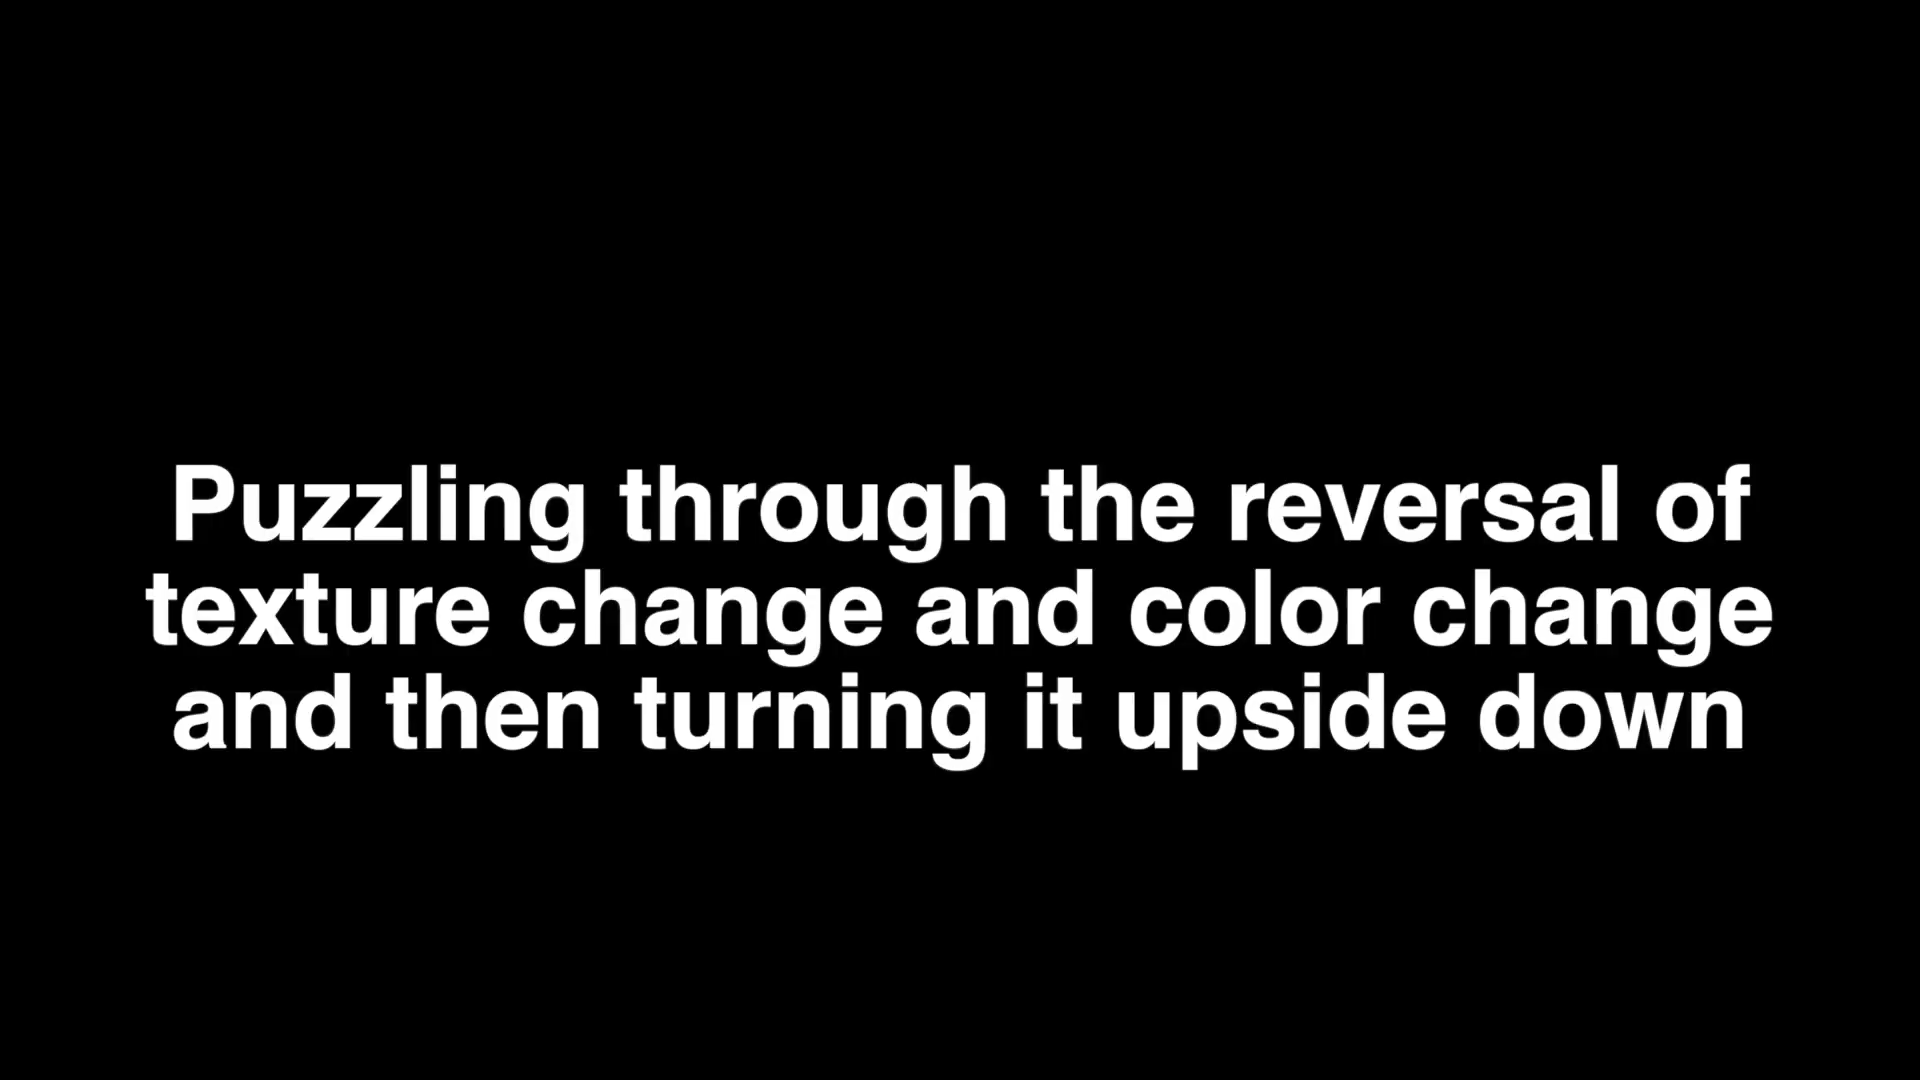 Puzzling through the reversal of
texture change and color change
and then turning it upside down